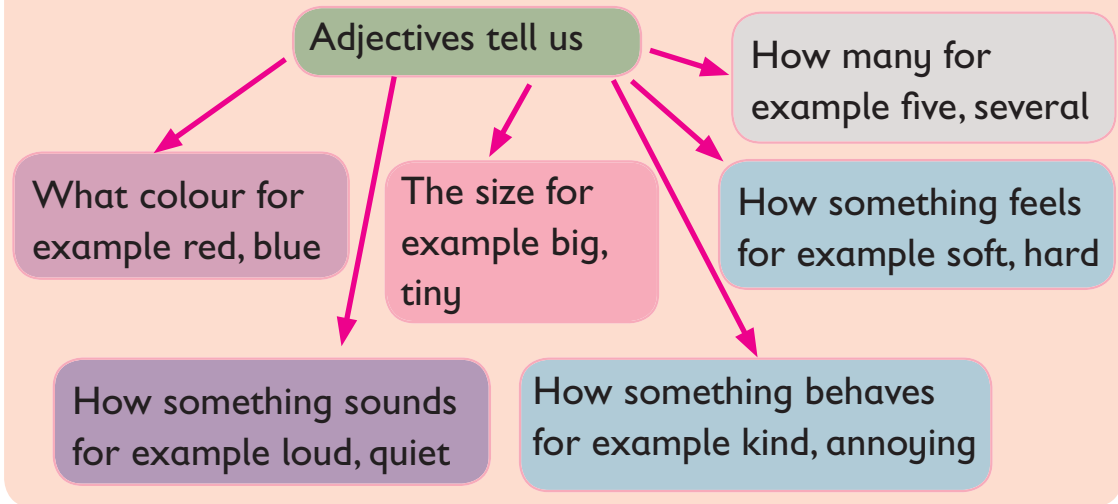 Adjectives tell us
How many for
example five, several
What colour for
example red, blue
The size for
example big,
tiny
How something feels
for example soft, hard
How something sounds
for example loud, quiet
How something behaves
for example kind, annoying